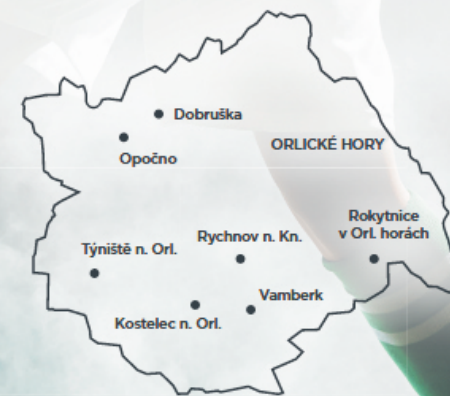 Dobruška
Opočno
ORLICKÉ HORY
Rokytnice
v Orl. horách
Rychnov n. Kn.
Týniště n. Orl.
Vamberk
Kostelec n. Orl.